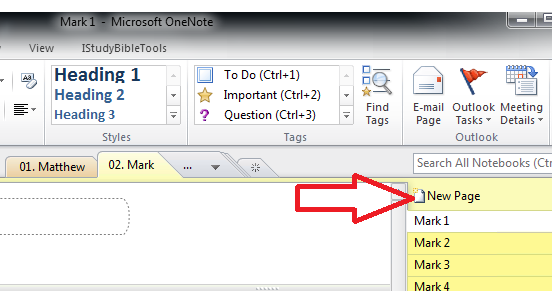 Mark 1 - Microsoft OneNote
View IStudyBibleTools
Heading 1
Heading 2
Heading 3
Styles
To Do (Ctrl+1)
Important (Ctrl+2)
? Question (Ctrl+3)
Tags
Find
Tags
E-mail
Page
Outlook
Tasks
Meeting
Details
Outlook
01. Matthew
02. Mark
...
Search All Notebooks (Ctr
New Page
Mark 1
Mark 2
Mark 3
Mark 4